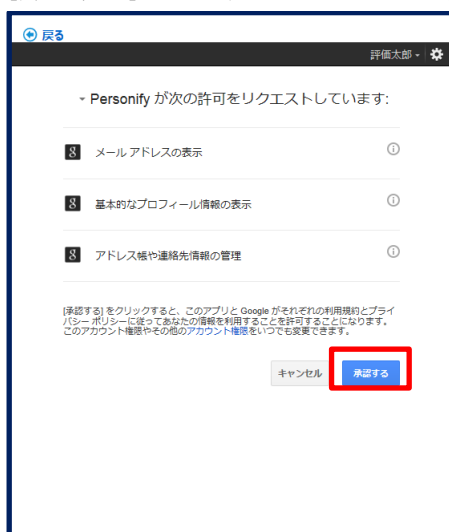 戻る
評価太郎
Personify が次の許可をリクエストしています:
8 メール アドレスの表示
8 基本的なプロフィール情報の表示
8 アドレス帳や連絡先情報の管理
[承認する] をクリックすると、このアプリと Google がそれぞれの利用規約とプライ
バシー ポリシーに従ってあなたの情報を利用することを許可することになります。
このアカウント権限やその他のアカウント権限をいつでも変更できます。
キャンセル 承認する